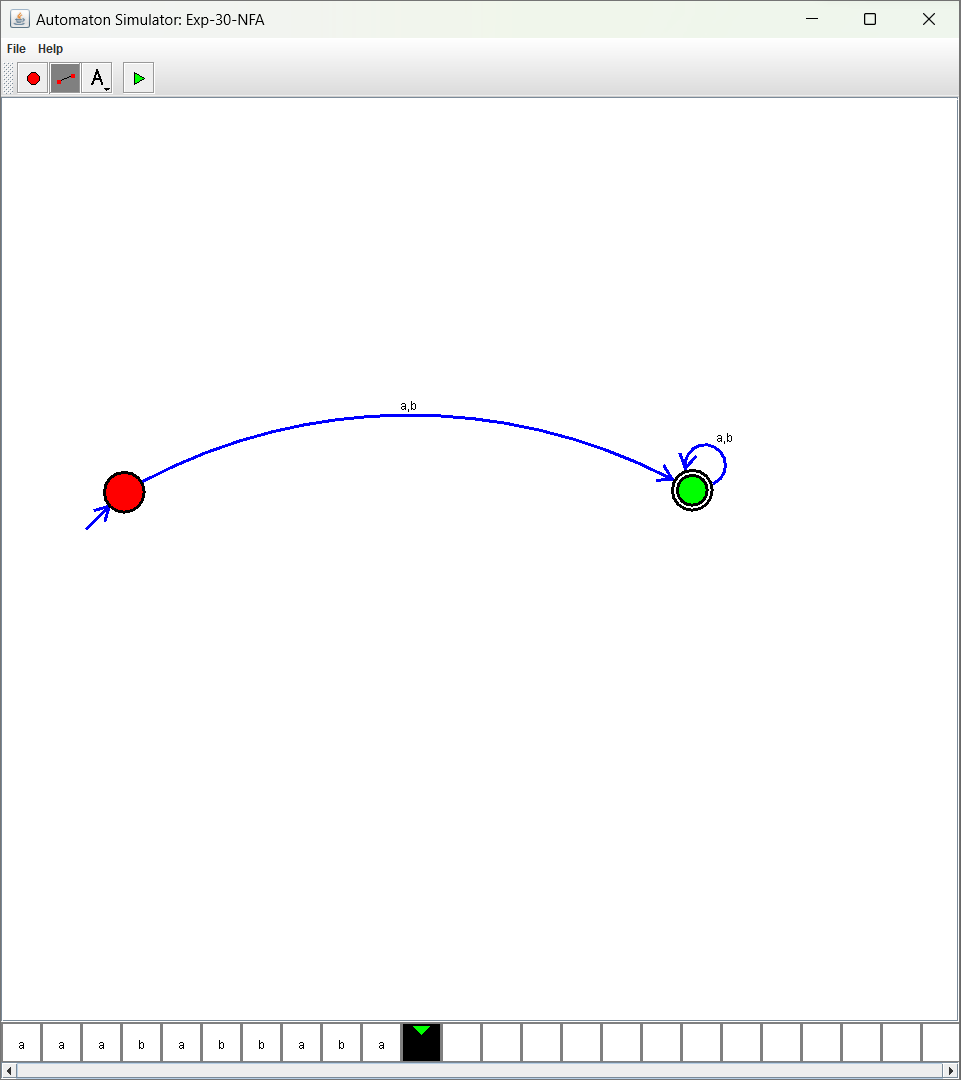 Automaton Simulator: Exp-30-NFA
File Help
A
a,b
a,b
a a a b a b b a b a